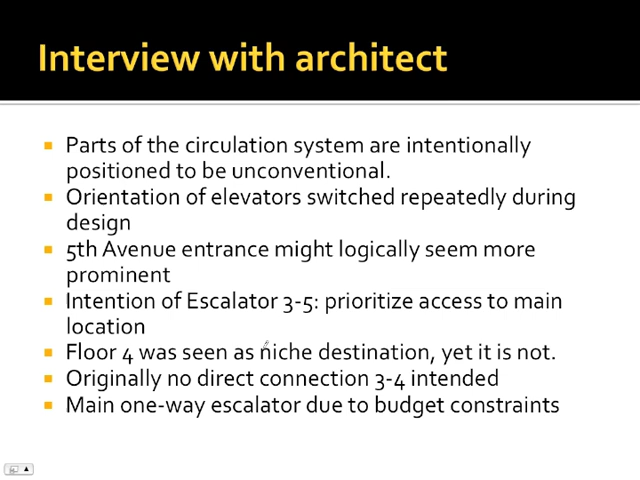 Interview with architect
Parts of the circulation system are intentionally
positioned to be unconventional.
Orientation of elevators switched repeatedly during
design
5th Avenue entrance might logically seem more
prominent
Intention of Escalator 3-5: prioritize access to main
location
Floor 4 was seen as niche destination, yet it is not.
Originally no direct connection 3-4 intended
Main one-way escalator due to budget constraints